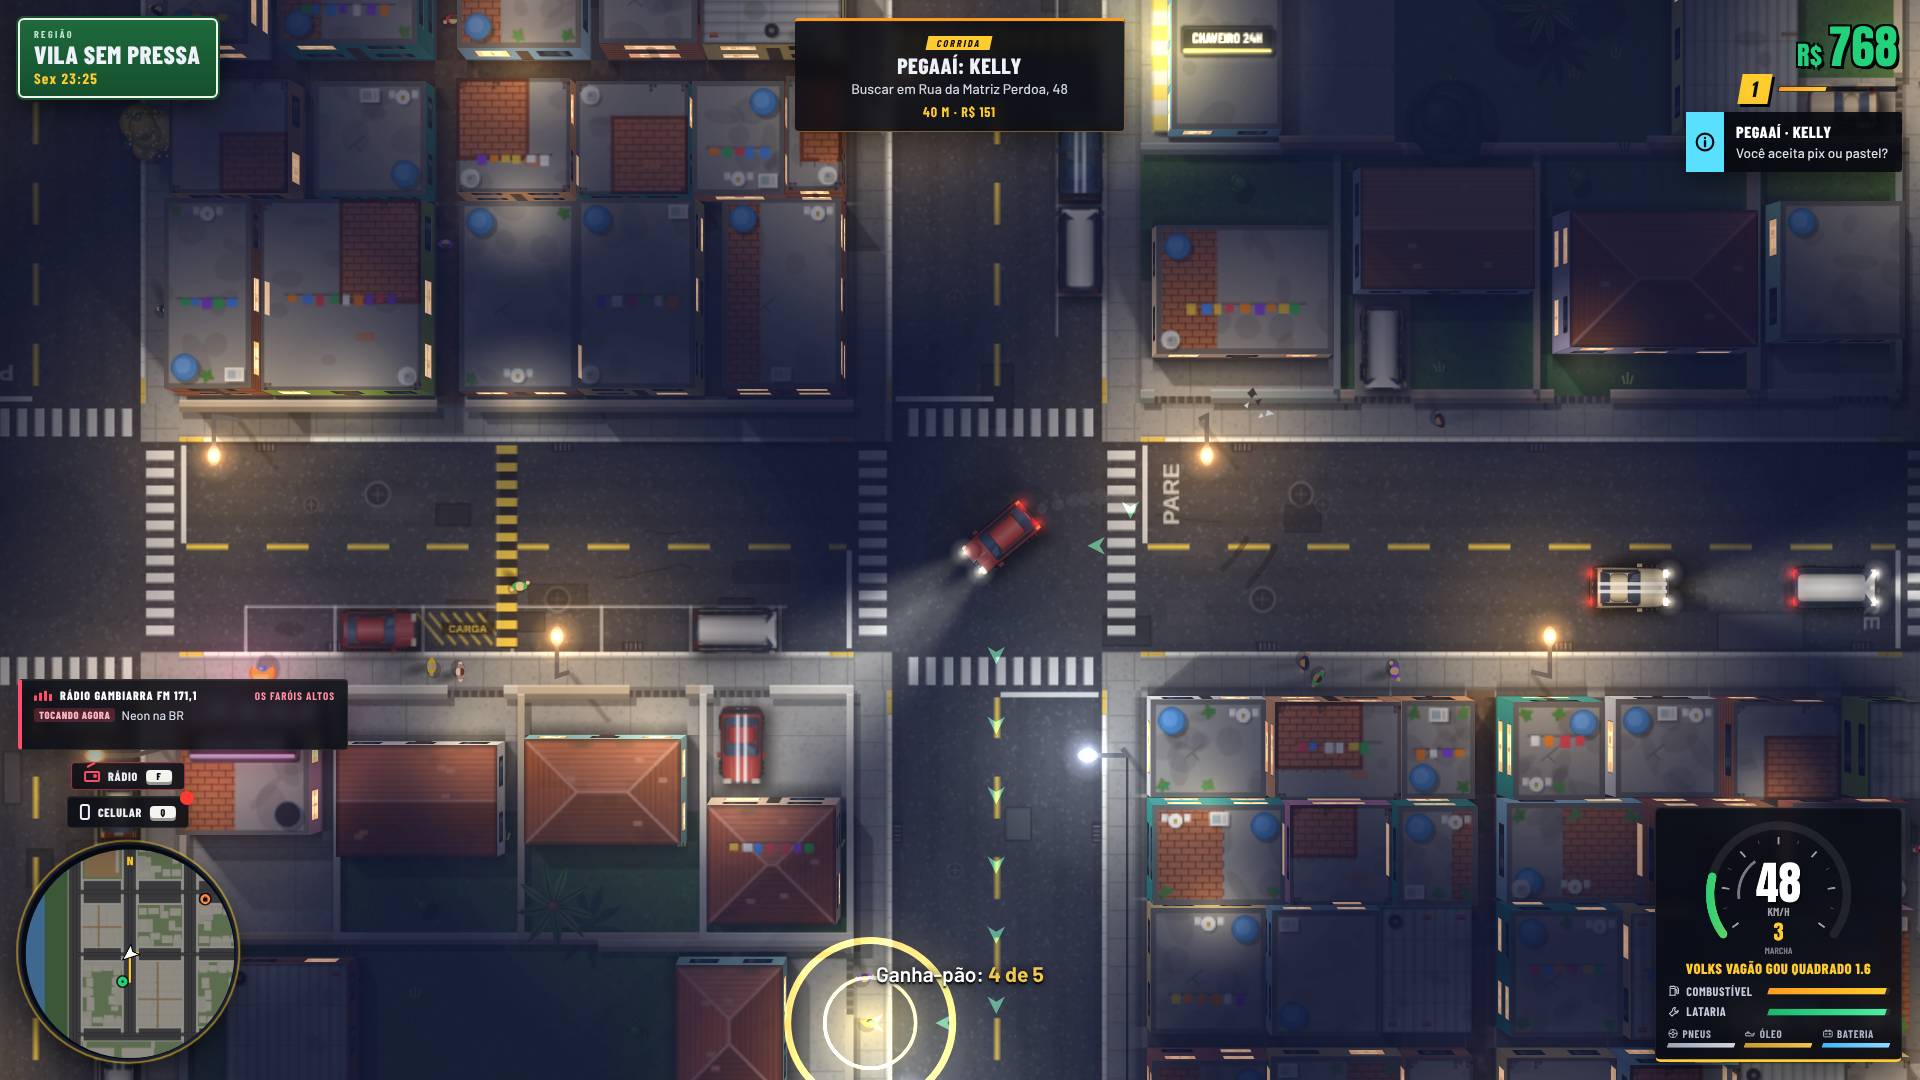 REGIÃO
VILA SEM PRESSA
Sex 23:25
CORRIDA
PEGAAÍ: KELLY
Buscar em Rua da Matriz Perdoa, 48
40 M · R$ 151
CHAVEIRO 24H
R$ 768
1
PEGAAÍ · KELLY
Você aceita pix ou pastel?
PARE
CARGA
RÁDIO GAMBIARRA FM 171,1
OS FARÓIS ALTOS
TOCANDO AGORA Neon na BR
RÁDIO F
CELULAR Q
N
Ganha-pão: 4 de 5
48
KM/H
3
MARCHA
VOLKS VAGÃO GOU QUADRADO 1.6
COMBUSTÍVEL
LATARIA
PNEUS
ÓLEO
BATERIA